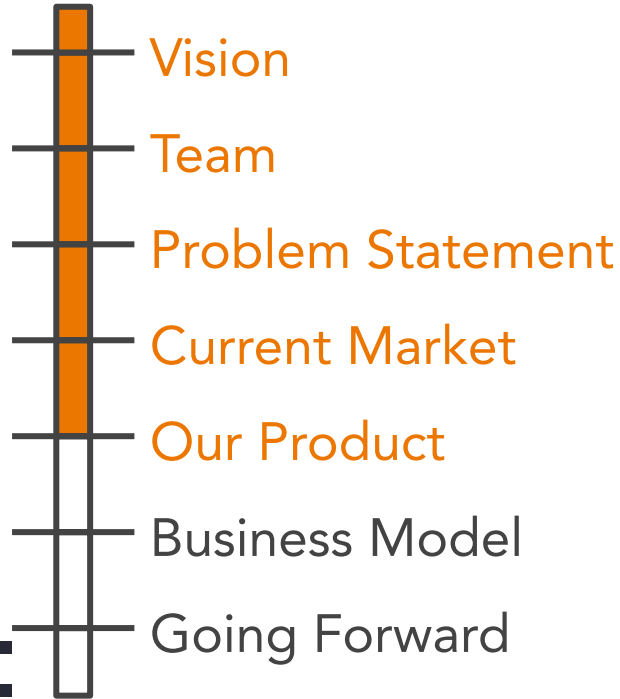 Vision
Team
Problem Statement
Current Market
Our Product
Business Model
Going Forward